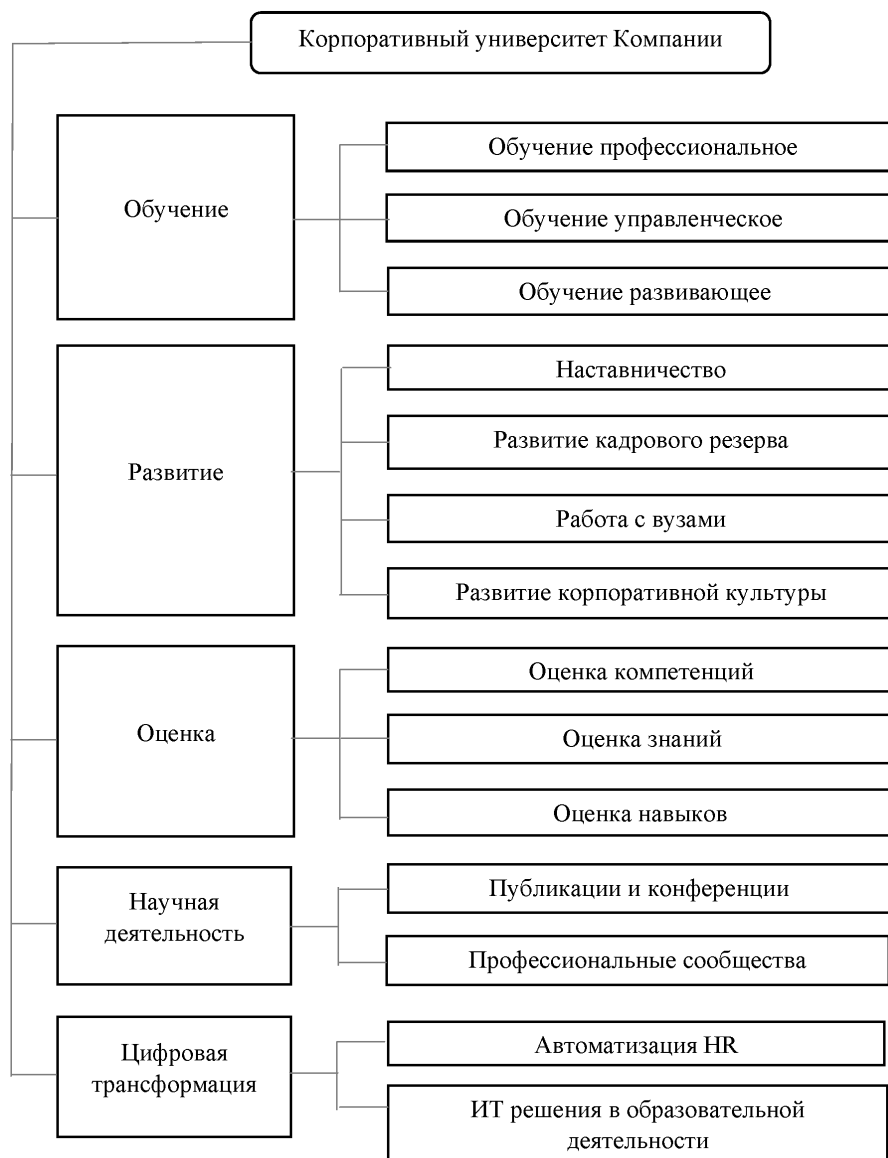 Корпоративный университет Компании
Обучение
Обучение профессиональное
Обучение управленческое
Обучение развивающее
Развитие
Наставничество
Развитие кадрового резерва
Работа с вузами
Развитие корпоративной культуры
Оценка
Оценка компетенций
Оценка знаний
Оценка навыков
Научная
деятельность
Публикации и конференции
Профессиональные сообщества
Цифровая
трансформация
Автоматизация HR
ИТ решения в образовательной
деятельности